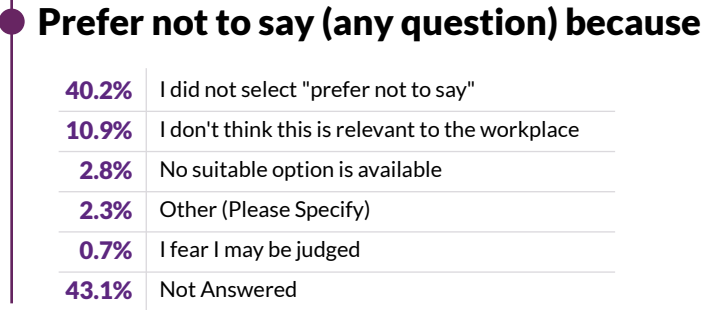 Prefer not to say (any question) because
40.2% I did not select "prefer not to say"
10.9% I don't think this is relevant to the workplace
2.8% No suitable option is available
2.3% Other (Please Specify)
0.7% I fear I may be judged
43.1% Not Answered